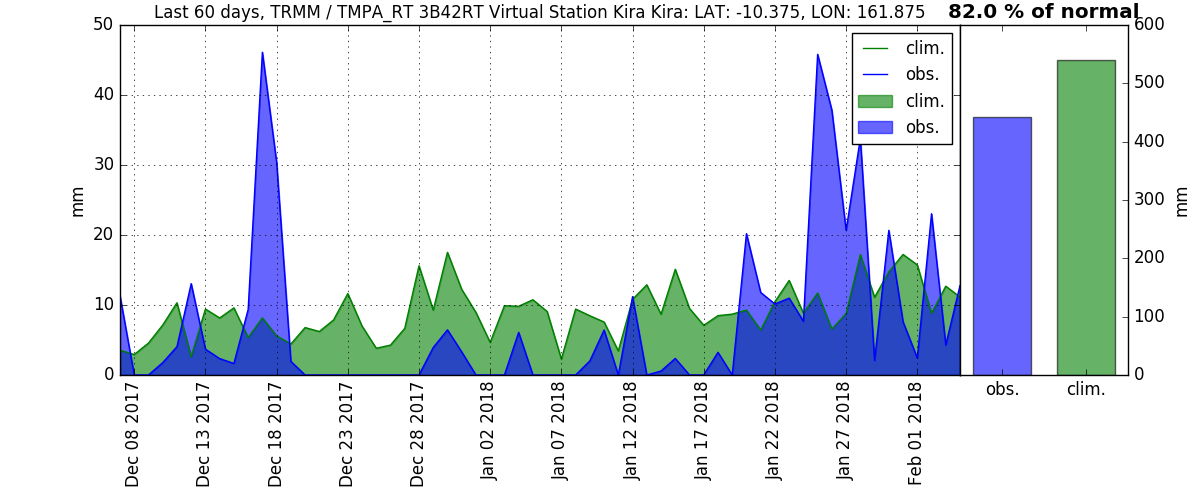 Last 60 days, TRMM / TMPA_RT 3B42RT Virtual Station Kira Kira: LAT: -10.375, LON: 161.875
82.0 % of normal
50
40
30
20
10
0
mm
clim.
obs.
clim.
obs.
600
500
400
300
200
100
0
mm
Dec 08 2017
Dec 13 2017
Dec 18 2017
Dec 23 2017
Dec 28 2017
Jan 02 2018
Jan 07 2018
Jan 12 2018
Jan 17 2018
Jan 22 2018
Jan 27 2018
Feb 01 2018
obs.
clim.